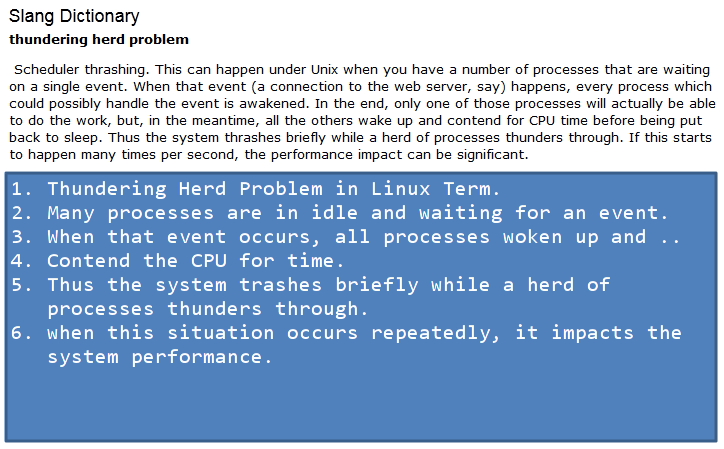 Slang Dictionary
thundering herd problem
Scheduler thrashing. This can happen under Unix when you have a number of processes that are waiting
on a single event. When that event (a connection to the web server, say) happens, every process which
could possibly handle the event is awakened. In the end, only one of those processes will actually be able
to do the work, but, in the meantime, all the others wake up and contend for CPU time before being put
back to sleep. Thus the system thrashes briefly while a herd of processes thunders through. If this starts
to happen many times per second, the performance impact can be significant.
1. Thundering Herd Problem in Linux Term.
2. Many processes are in idle and waiting for an event.
3. When that event occurs, all processes woken up and ..
4. Contend the CPU for time.
5. Thus the system trashes briefly while a herd of
processes thunders through.
6. when this situation occurs repeatedly, it impacts the
system performance.